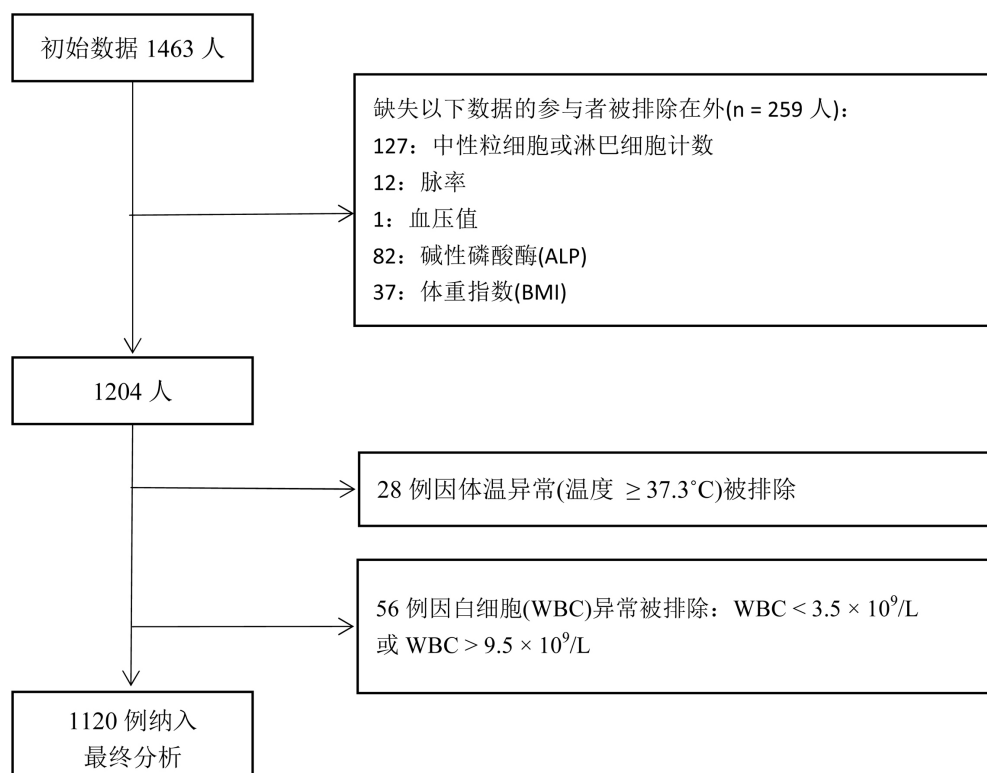 初始数据 1463 人
缺失以下数据的参与者被排除在外(n = 259 人)：
127：中性粒细胞或淋巴细胞计数
12：脉率
1：血压值
82：碱性磷酸酶(ALP)
37：体重指数(BMI)
1204 人
28 例因体温异常(温度 ≥ 37.3˚C)被排除
56 例因白细胞(WBC)异常被排除：WBC < 3.5 × 10⁹/L
或 WBC > 9.5 × 10⁹/L
1120 例纳入
最终分析